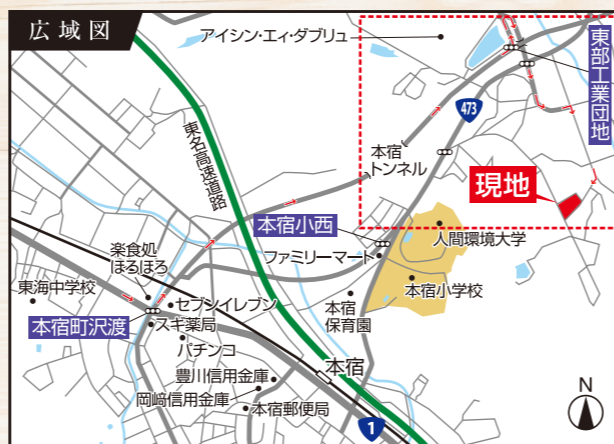 広域図
アイシン・エィ・ダブリュ
東部工業団地
473
東名高速道路
本宿
トンネル
現地
本宿小西
人間環境大学
ファミリーマート
楽食処
ほろほろ
本宿小学校
東海中学校
セブンイレブン
本宿
保育園
本宿町沢渡
スギ薬局
パチンコ
本宿
豊川信用金庫
岡崎信用金庫
本宿郵便局
1
N